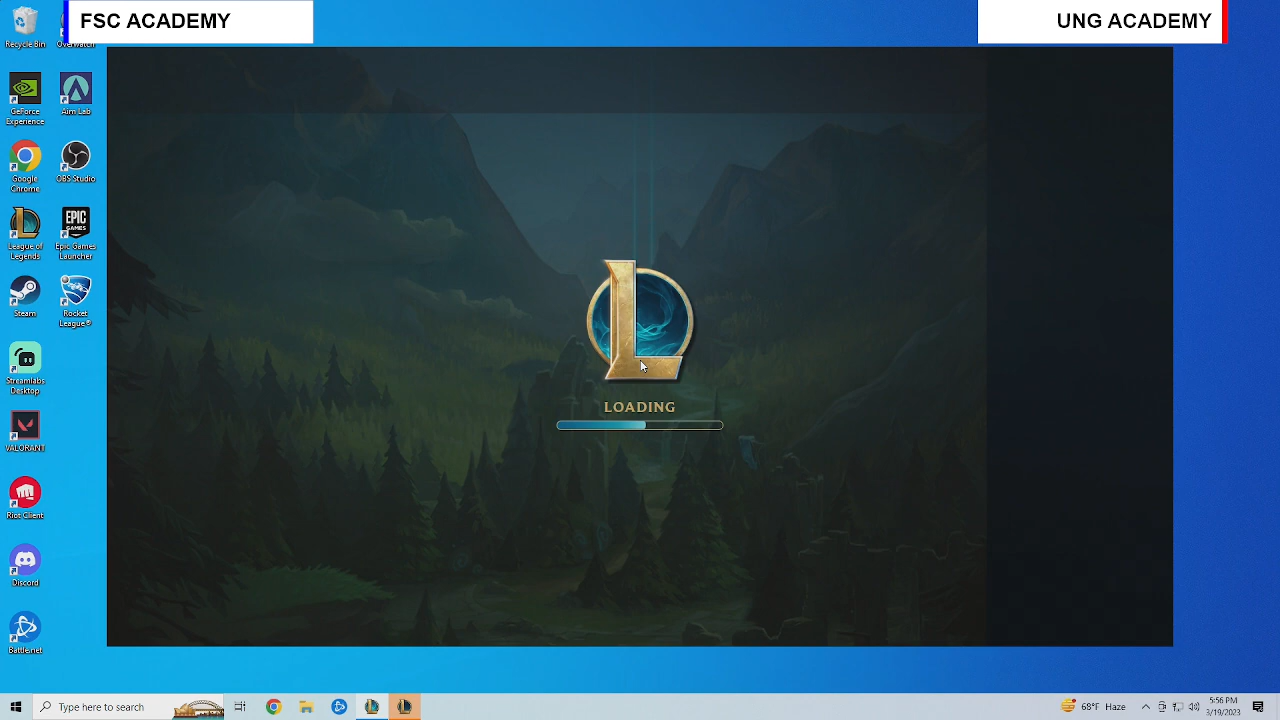 FSC ACADEMY
UNG ACADEMY
Recycle Bin
GeForce
Experience
Aim Lab
Google
Chrome
OBS Studio
League of
Legends
Epic Games
Launcher
EPIC
GAMES
Steam
Rocket
League®
Streamlabs
Desktop
VALORANT
Riot Client
Discord
Battle.net
LOADING
Type here to search
68°F Haze
5:56 PM
3/19/2023